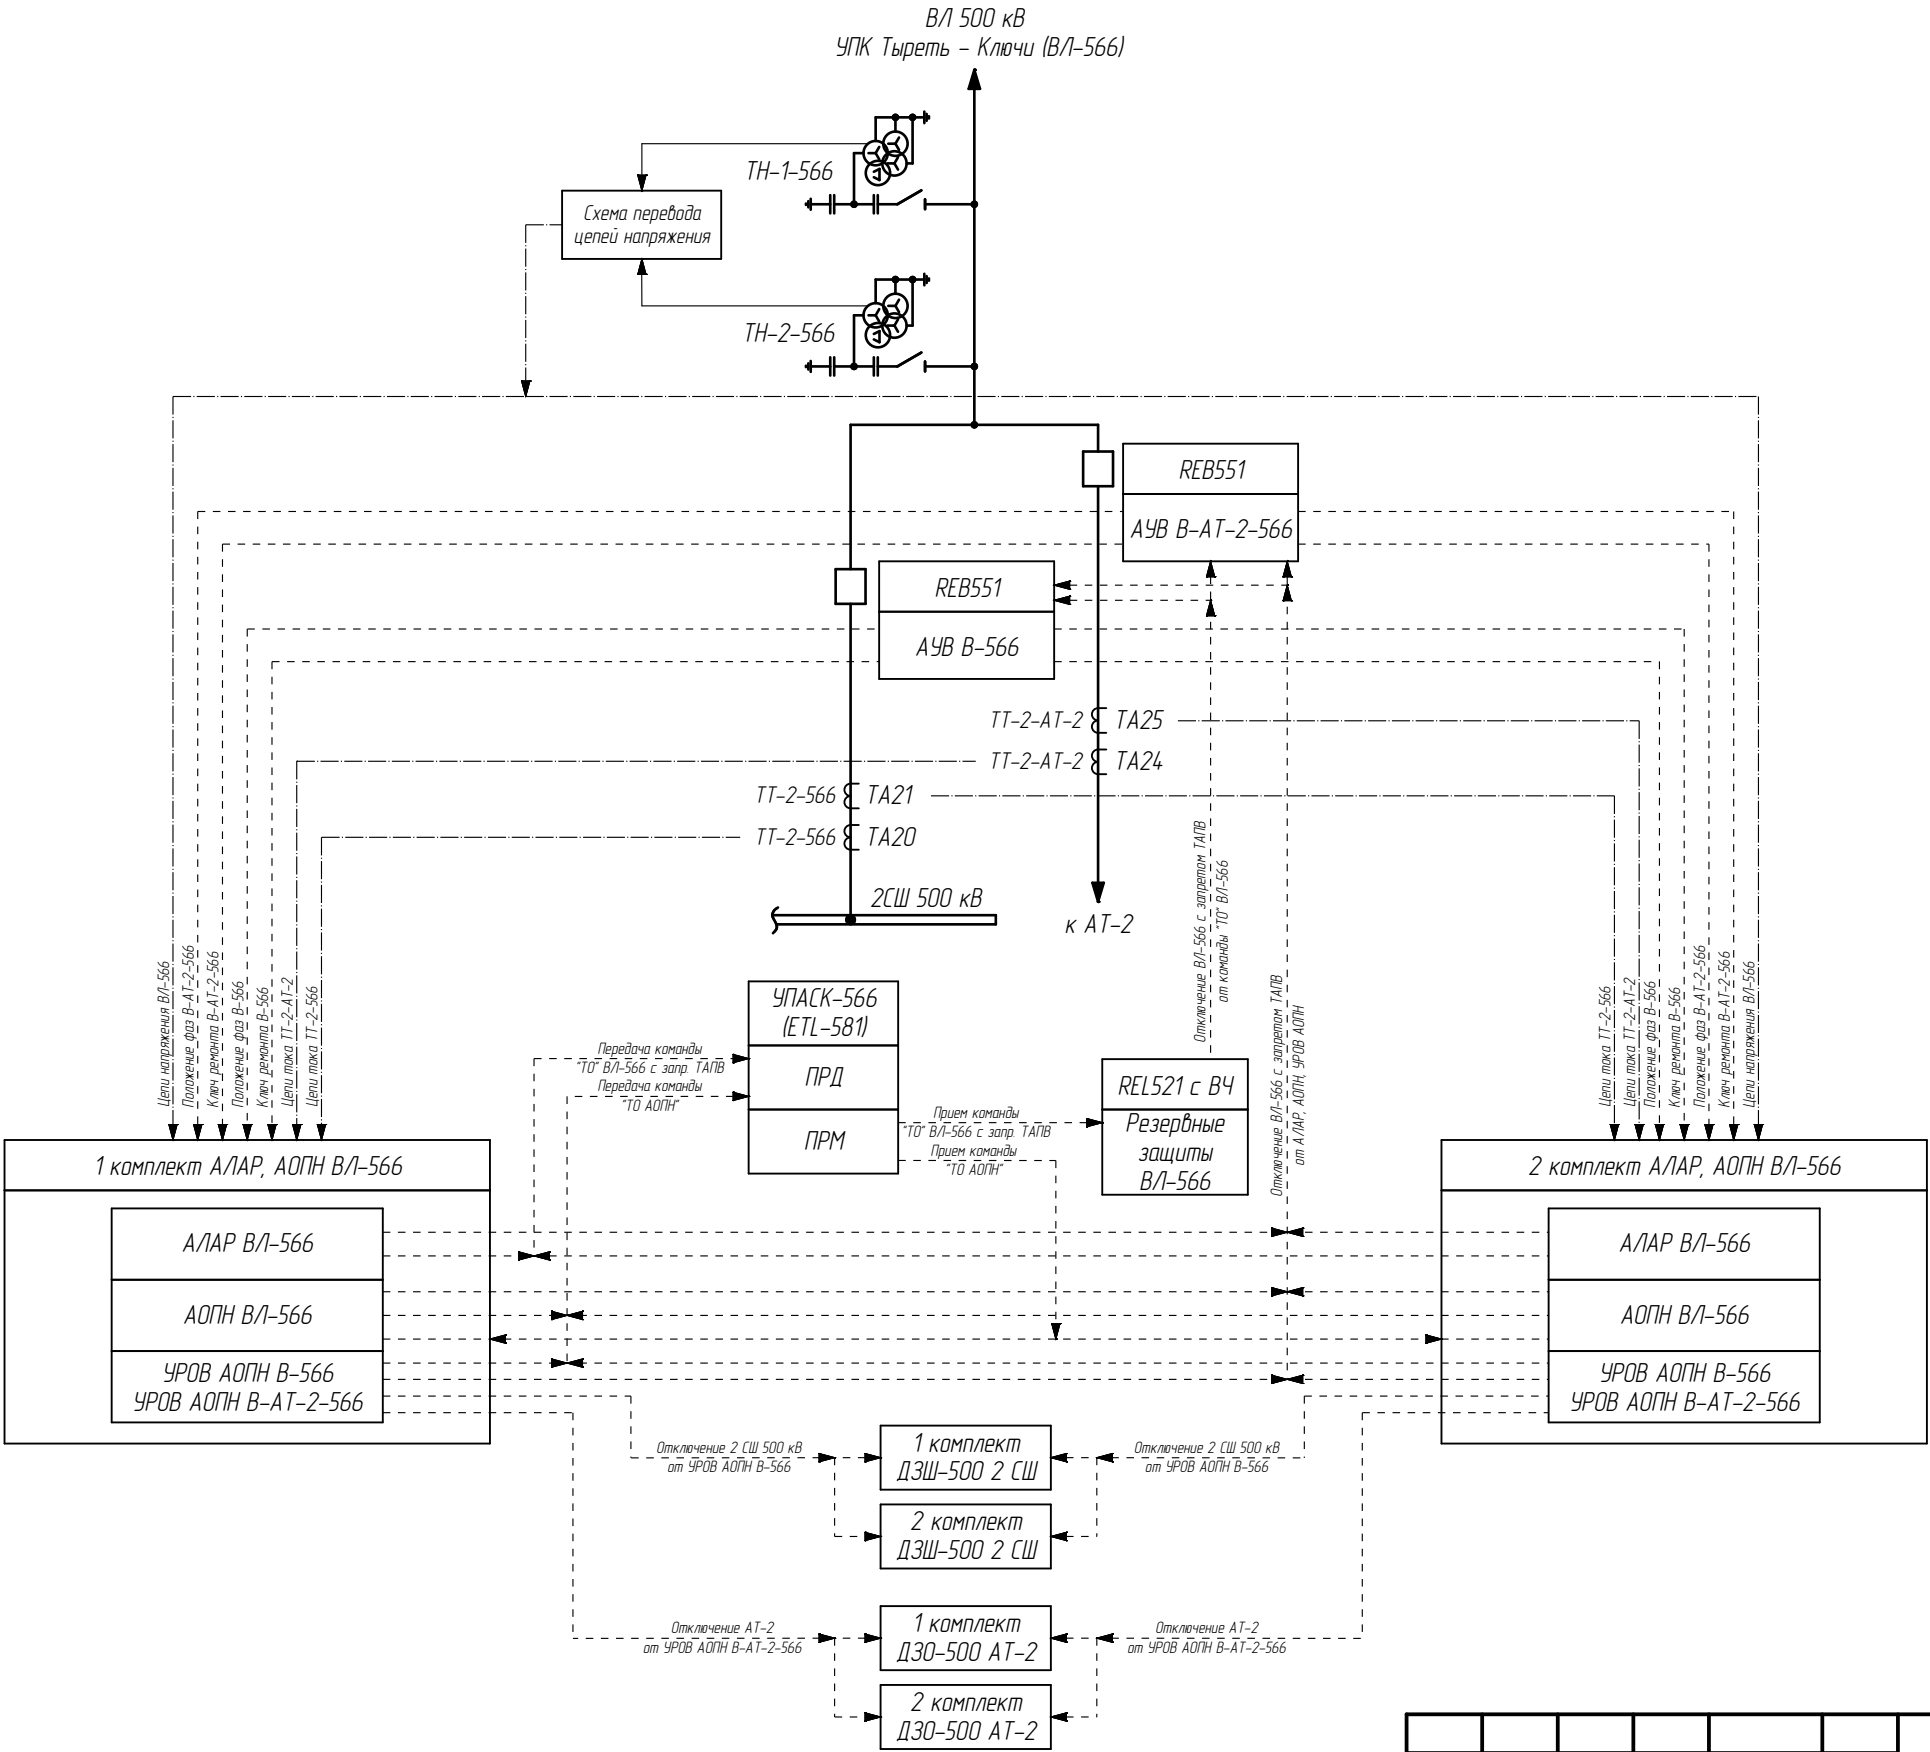 ВЛ 500 кВ
УПК Тыреть - Ключи (ВЛ-566)
ТН-1-566
Схема перевода
цепей напряжения
ТН-2-566
REB551
АУВ В-АТ-2-566
REB551
АУВ В-566
ТТ-2-АТ-2
ТА25
ТТ-2-АТ-2
ТА24
ТТ-2-566
ТА21
ТТ-2-566
ТА20
2СШ 500 кВ
к АТ-2
Отключение ВЛ-566 с запретом ТАПВ
от команды "ТО" ВЛ-566
Отключение ВЛ-566 с запретом ТАПВ
от АЛАР, АОПН, УРОВ АОПН
Цепи напряжения ВЛ-566
Положение фаз В-АТ-2-566
Ключ ремонта В-АТ-2-566
Положение фаз В-566
Ключ ремонта В-566
Цепи тока ТТ-2-АТ-2
Цепи тока ТТ-2-566
Цепи тока ТТ-2-566
Цепи тока ТТ-2-АТ-2
Положение фаз В-566
Ключ ремонта В-566
Положение фаз В-АТ-2-566
Ключ ремонта В-АТ-2-566
Цепи напряжения ВЛ-566
УПАСК-566
(ETL-581)
ПРД
ПРМ
Передача команды
"ТО" ВЛ-566 с запр. ТАПВ
Передача команды
"ТО АОПН"
Прием команды
"ТО" ВЛ-566 с запр. ТАПВ
Прием команды
"ТО АОПН"
REL521 с ВЧ
Резервные
защиты
ВЛ-566
1 комплект АЛАР, АОПН ВЛ-566
АЛАР ВЛ-566
АОПН ВЛ-566
УРОВ АОПН В-566
УРОВ АОПН В-АТ-2-566
2 комплект АЛАР, АОПН ВЛ-566
АЛАР ВЛ-566
АОПН ВЛ-566
УРОВ АОПН В-566
УРОВ АОПН В-АТ-2-566
Отключение 2 СШ 500 кВ
от УРОВ АОПН В-566
1 комплект
ДЗШ-500 2 СШ
Отключение 2 СШ 500 кВ
от УРОВ АОПН В-566
2 комплект
ДЗШ-500 2 СШ
Отключение АТ-2
от УРОВ АОПН В-АТ-2-566
1 комплект
ДЗО-500 АТ-2
Отключение АТ-2
от УРОВ АОПН В-АТ-2-566
2 комплект
ДЗО-500 АТ-2